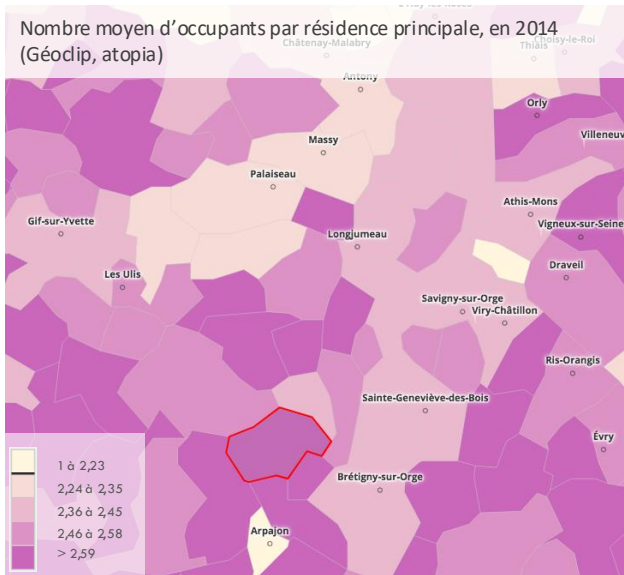 Nombre moyen d'occupants par résidence principale, en 2014
(Géoclip, atopia)
Châtenay-Malabry
Choisy-le-Roi
Thiais
Antony
Orly
Massy
Villeneuv
Palaiseau
Athis-Mons
Gif-sur-Yvette
Vigneux-sur-Seine
Longjumeau
Les Ulis
Draveil
Savigny-sur-Orge
Viry-Châtillon
Ris-Orangis
Sainte-Geneviève-des-Bois
Évry
Brétigny-sur-Orge
Arpajon
1 à 2,23
2,24 à 2,35
2,36 à 2,45
2,46 à 2,58
> 2,59